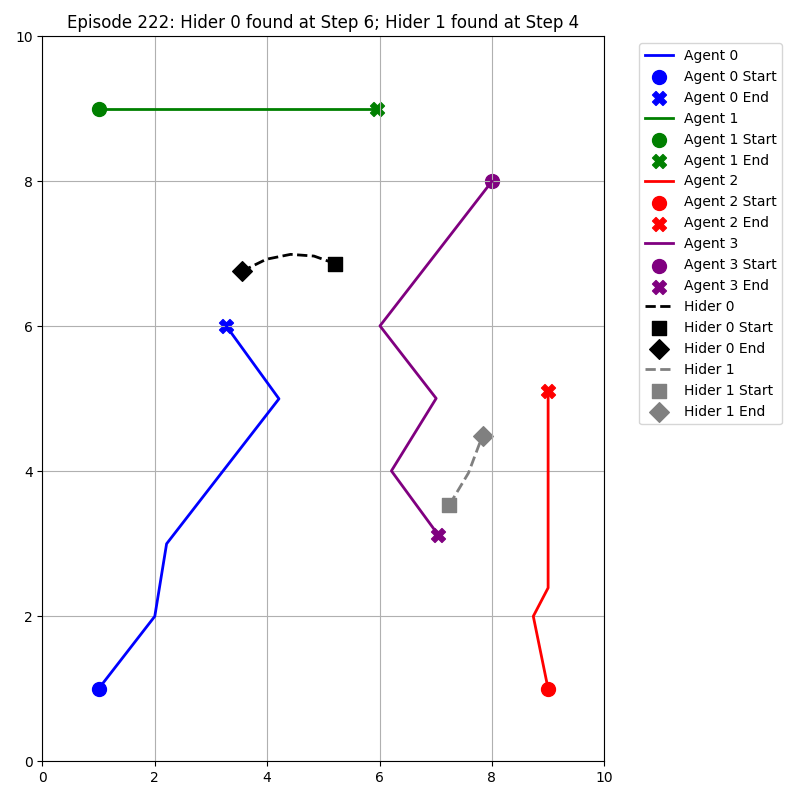 Episode 222: Hider 0 found at Step 6; Hider 1 found at Step 4
10
8
6
4
2
0
0 2 4 6 8 10
Agent 0
Agent 0 Start
Agent 0 End
Agent 1
Agent 1 Start
Agent 1 End
Agent 2
Agent 2 Start
Agent 2 End
Agent 3
Agent 3 Start
Agent 3 End
Hider 0
Hider 0 Start
Hider 0 End
Hider 1
Hider 1 Start
Hider 1 End